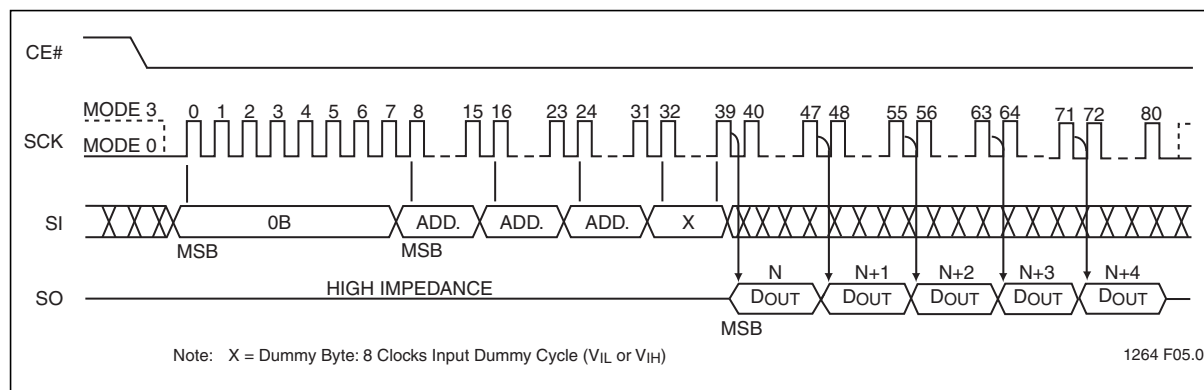 CE#
MODE 3 0 1 2 3 4 5 6 7 8 15 16 23 24 31 32 39 40 47 48 55 56 63 64 71 72 80
SCK MODE 0
SI 0B ADD. ADD. ADD. X
MSB MSB
N N+1 N+2 N+3 N+4
SO HIGH IMPEDANCE DOUT DOUT DOUT DOUT DOUT
MSB
Note: X = Dummy Byte: 8 Clocks Input Dummy Cycle (VIL or VIH) 1264 F05.0